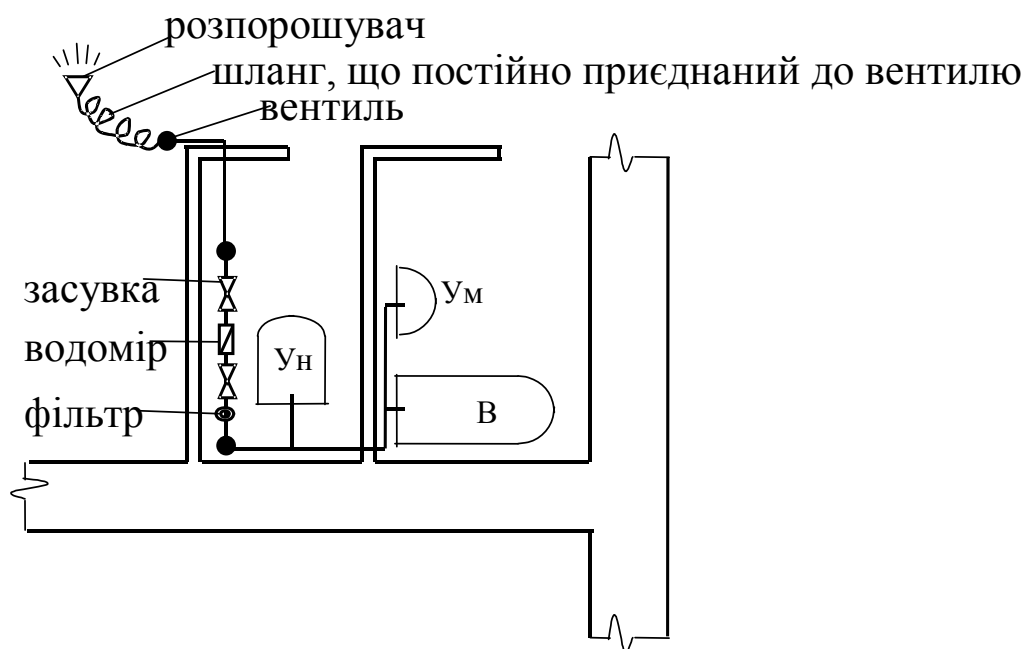 розпорошувач
шланг, що постійно приєднаний до вентилю
вентиль
засувка
Ум
водомір
Ун
фільтр
В